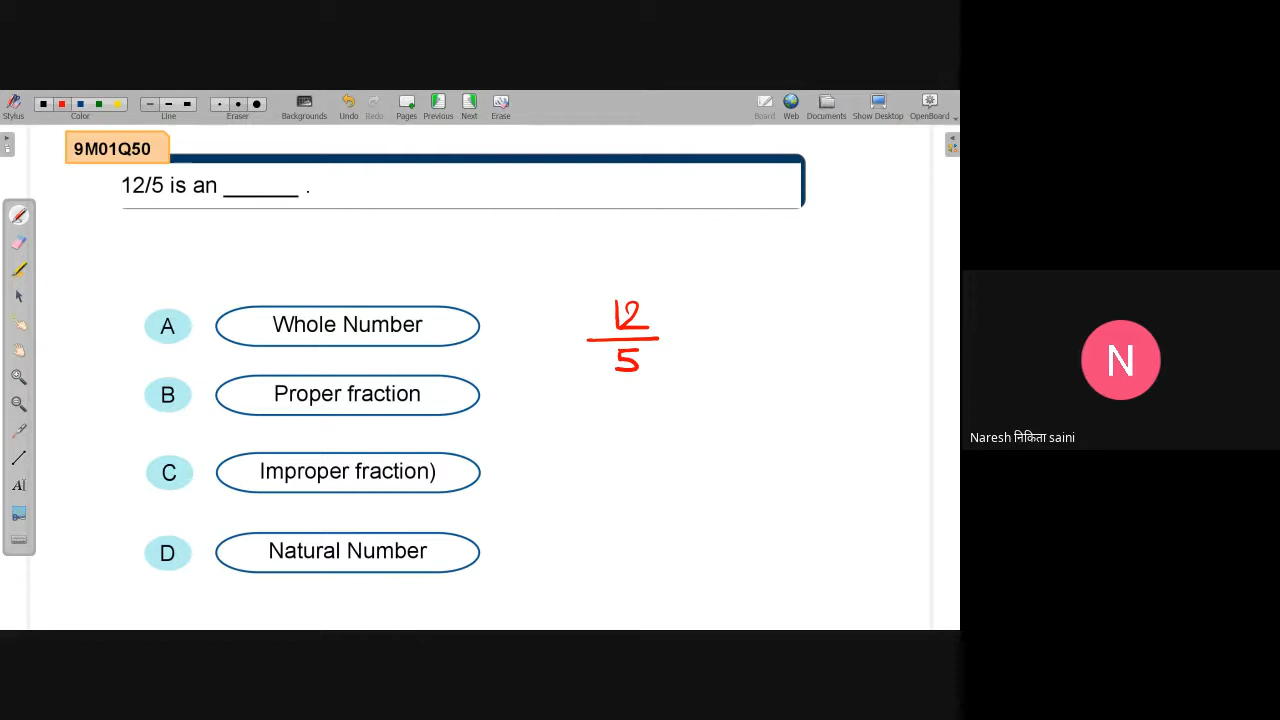 Stylus
Color
Line
Eraser
Backgrounds
Undo
Redo
Pages
Previous
Next
Erase
Board
Web
Documents
Show Desktop
OpenBoard
9M01Q50
12/5 is an ______ .
A
Whole Number
B
Proper fraction
C
Improper fraction)
D
Natural Number
12
5
N
Naresh निकिता saini